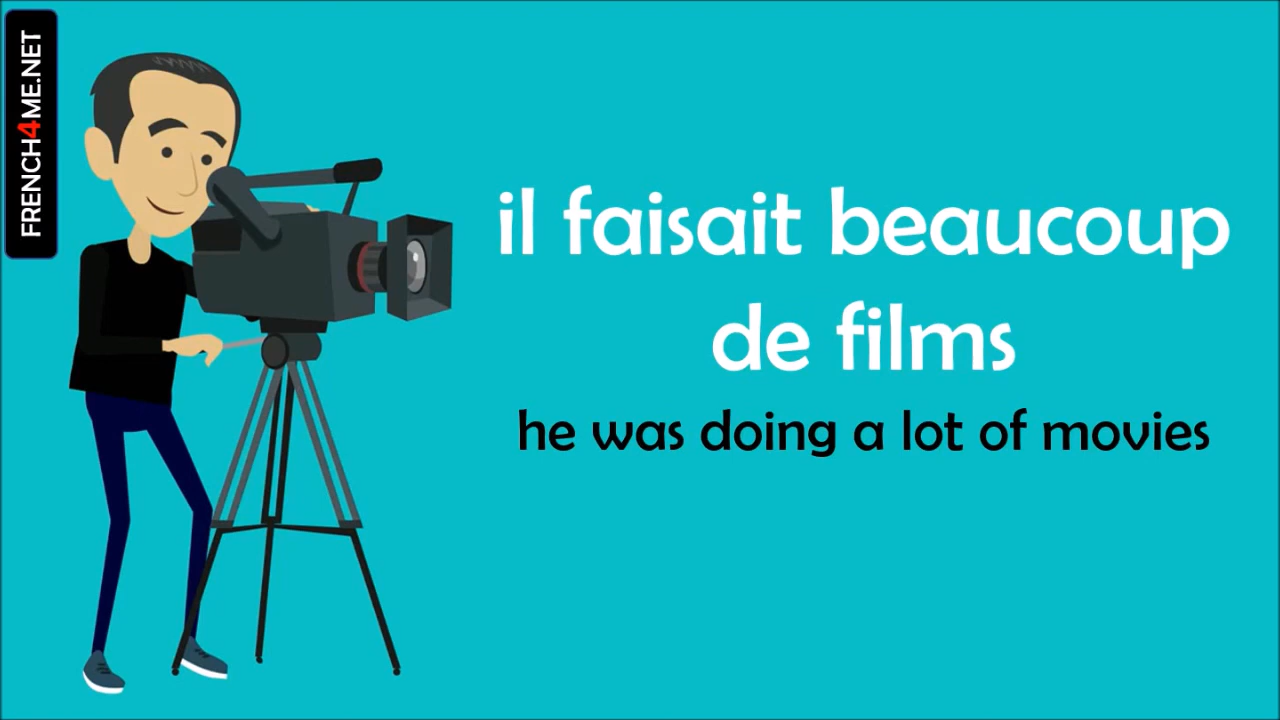 FRENCH4ME.NET
il faisait beaucoup
de films
he was doing a lot of movies